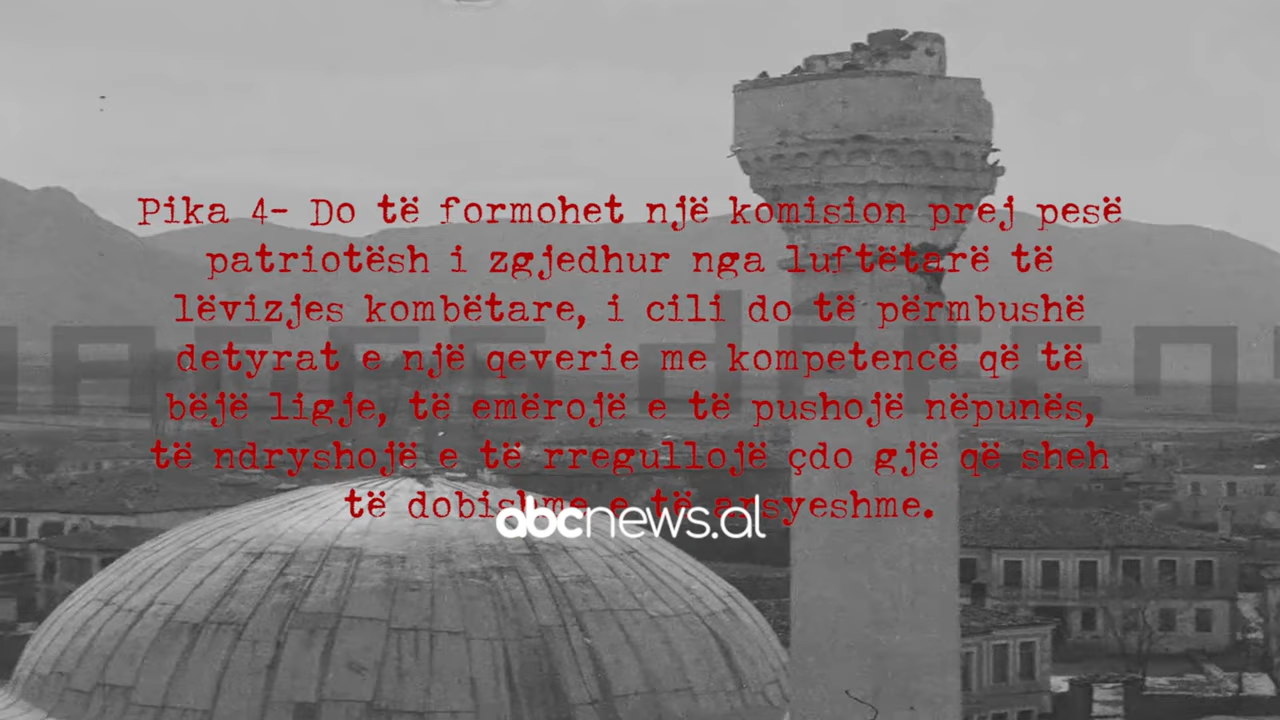 Pika 4- Do të formohet një komision prej pesë
patriotësh i zgjedhur nga luftëtarë të
lëvizjes kombëtare, i cili do të përmbushë
detyrat e një qeverie me kompetencë që të
bëjë ligje, të emërojë e të pushojë nëpunës,
të ndryshojë e të rregullojë çdo gjë që sheh
të dobishme e të arsyeshme.
abcnews.al